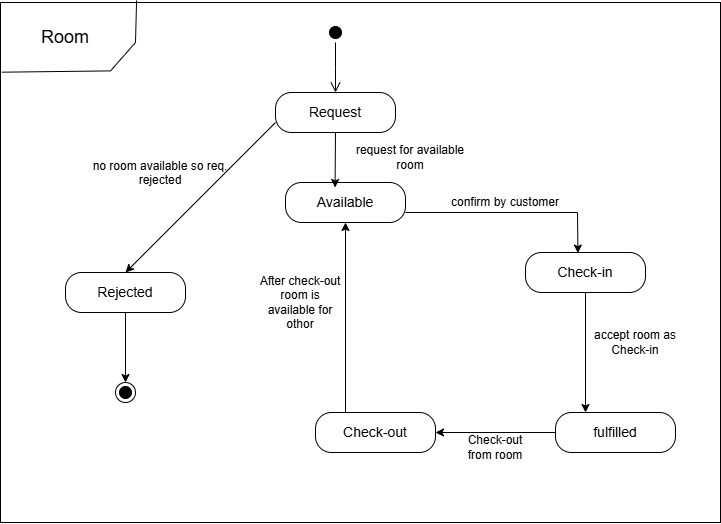 Room
Request
request for available
room
no room available so req.
rejected
Available
confirm by customer
Check-in
Rejected
After check-out
room is
available for
othor
accept room as
Check-in
Check-out
Check-out
from room
fulfilled